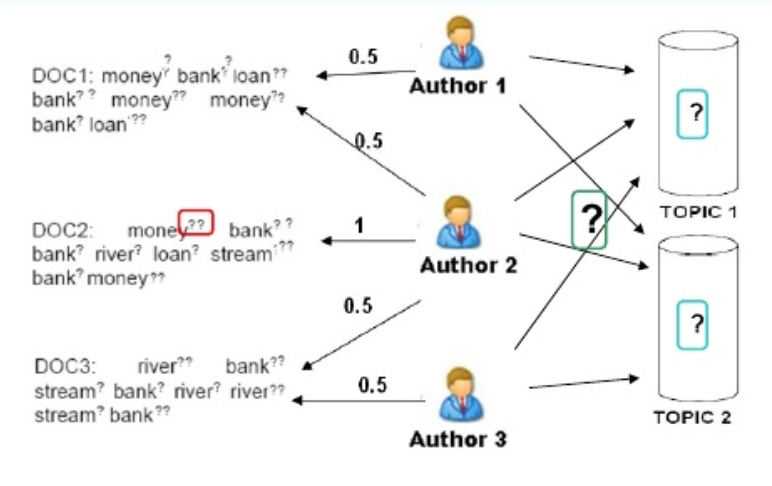 DOC1: money?? bank?? loan??
bank?? money?? money??
bank? loan??
DOC2: money?? bank??
bank? river? loan? stream??
bank? money??
DOC3: river?? bank??
stream? bank? river? river??
stream? bank??
0.5
0.5
1
0.5
0.5
Author 1
Author 2
Author 3
?
?
TOPIC 1
?
TOPIC 2